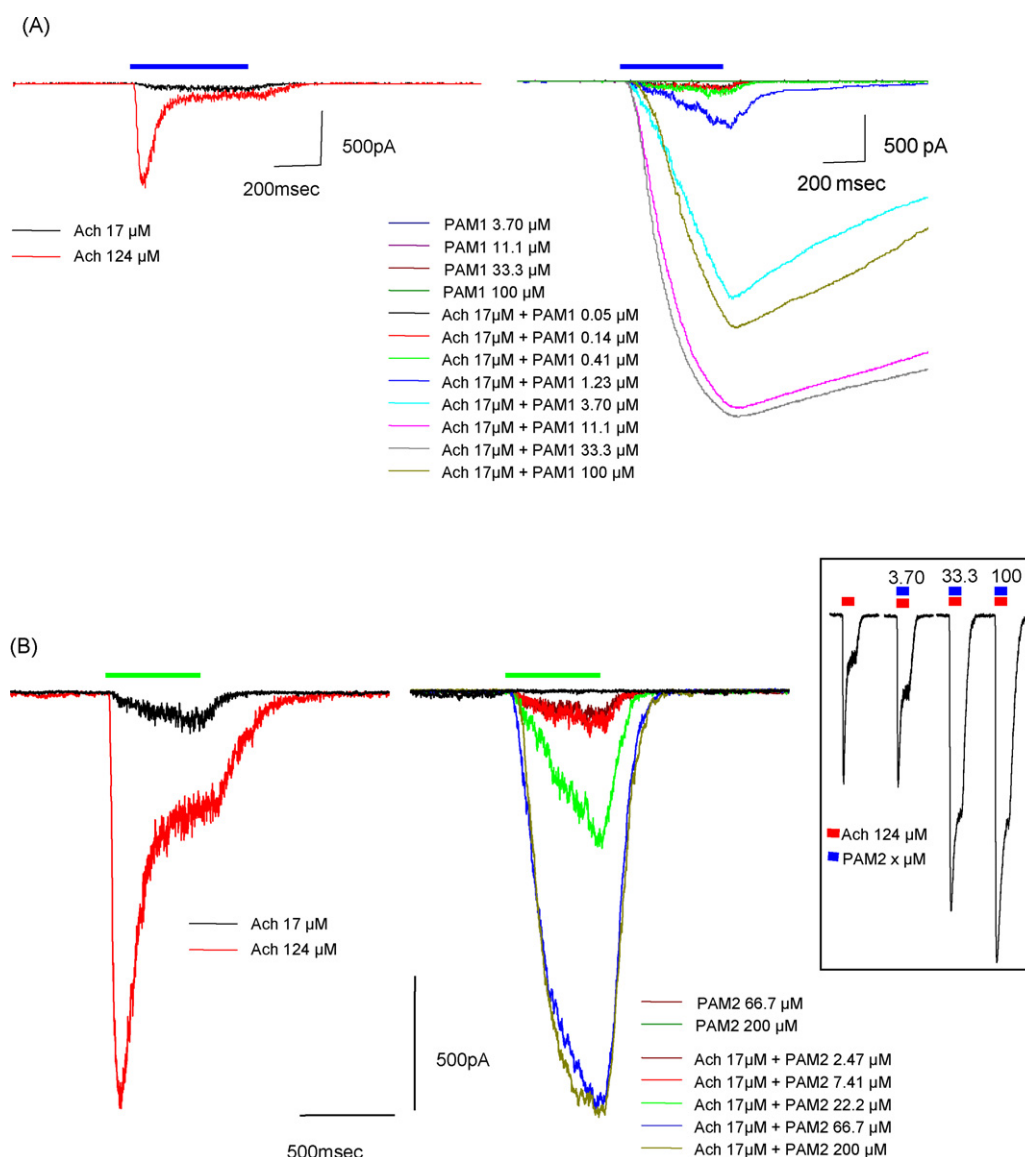 (A)
500pA
200msec
500 pA
200 msec
Ach 17 µM
Ach 124 µM
PAM1 3.70 µM
PAM1 11.1 µM
PAM1 33.3 µM
PAM1 100 µM
Ach 17µM + PAM1 0.05 µM
Ach 17µM + PAM1 0.14 µM
Ach 17µM + PAM1 0.41 µM
Ach 17µM + PAM1 1.23 µM
Ach 17µM + PAM1 3.70 µM
Ach 17µM + PAM1 11.1 µM
Ach 17µM + PAM1 33.3 µM
Ach 17µM + PAM1 100 µM
(B)
3.70 33.3 100
Ach 124 µM
PAM2 x µM
Ach 17 µM
Ach 124 µM
500pA
500msec
PAM2 66.7 µM
PAM2 200 µM
Ach 17µM + PAM2 2.47 µM
Ach 17µM + PAM2 7.41 µM
Ach 17µM + PAM2 22.2 µM
Ach 17µM + PAM2 66.7 µM
Ach 17µM + PAM2 200 µM